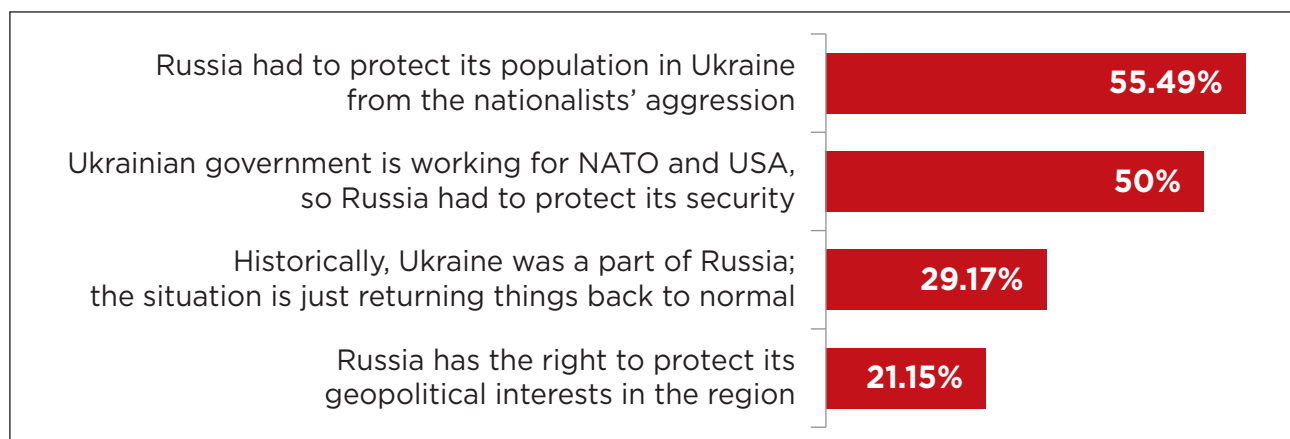 Russia had to protect its population in Ukraine
from the nationalists’ aggression
55.49%
Ukrainian government is working for NATO and USA,
so Russia had to protect its security
50%
Historically, Ukraine was a part of Russia;
the situation is just returning things back to normal
29.17%
Russia has the right to protect its
geopolitical interests in the region
21.15%